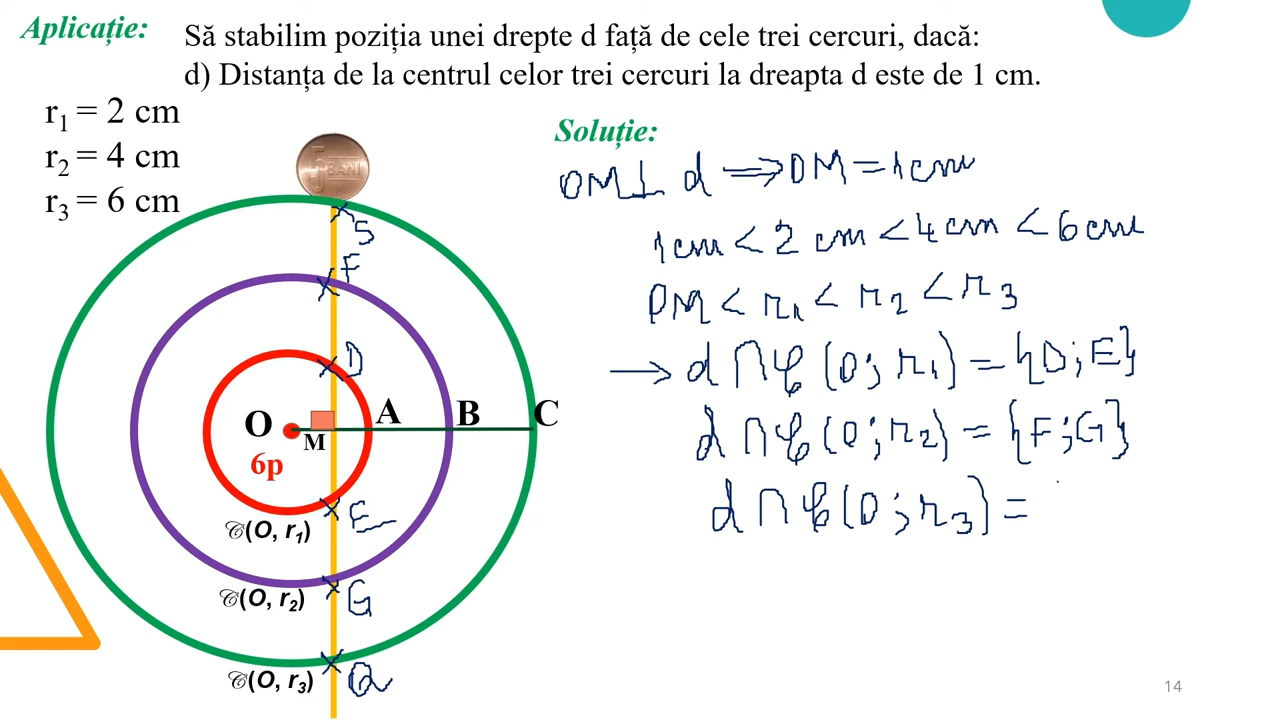 Aplicație:
Să stabilim poziția unei drepte d față de cele trei cercuri, dacă:
d) Distanța de la centrul celor trei cercuri la dreapta d este de 1 cm.
r₁ = 2 cm
r₂ = 4 cm
r₃ = 6 cm
Soluție:
OM⊥ d ⟹ OM = 1cm
1cm < 2 cm < 4cm < 6cm
OM < r₁ < r₂ < r₃
→ d ∩ 𝒞(O; r₁) = {D;E}
d ∩ 𝒞(O; r₂) = {F;G}
d ∩ 𝒞(O; r₃) =
5 BANI
S
F
D
O
M
A
B
C
6p
E
𝒞(O, r₁)
𝒞(O, r₂)
G
𝒞(O, r₃)
Q
14